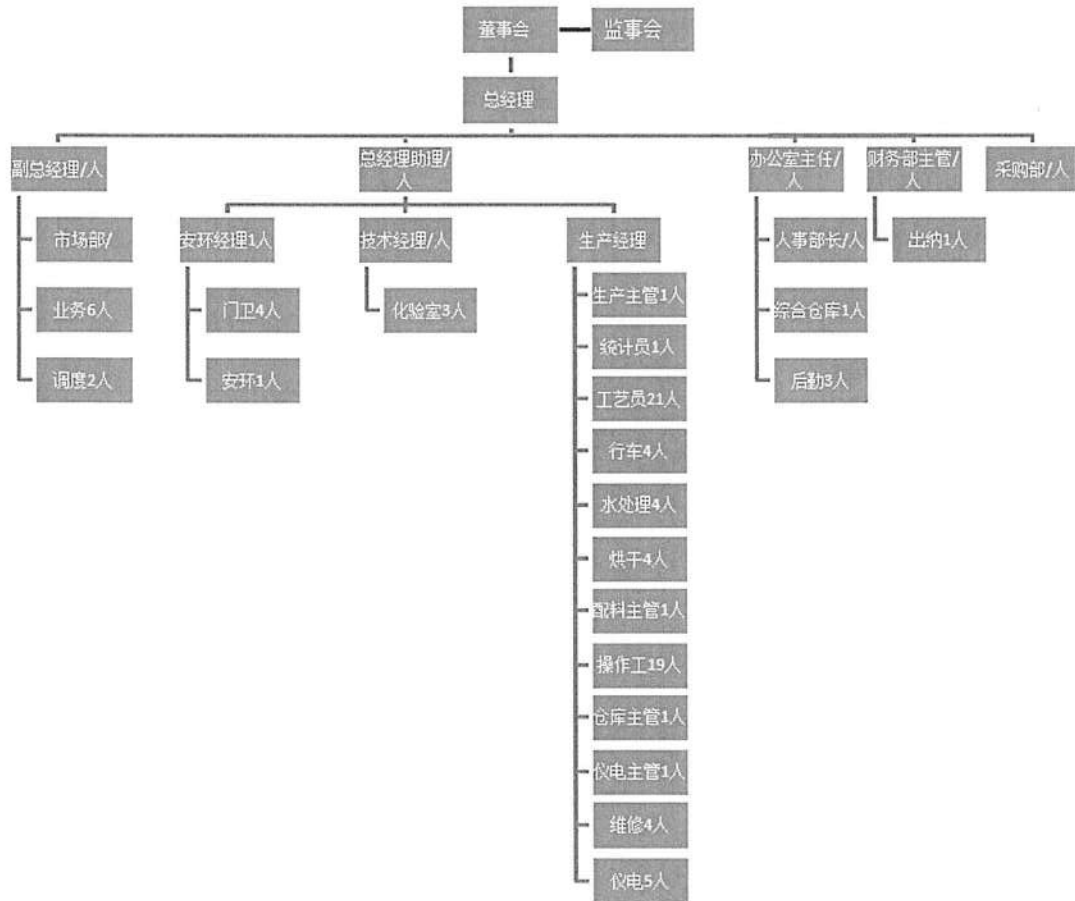 董事会
监事会
总经理
副总经理/人
总经理助理/
人
办公室主任/
人
财务部主管/
人
采购部/人
市场部/
业务6人
调度2人
安环经理1人
门卫4人
安环1人
技术经理/人
化验室3人
生产经理
生产主管1人
统计员1人
工艺员21人
行车4人
水处理4人
烘干4人
配料主管1人
操作工19人
仓库主管1人
仪电主管1人
维修4人
仪电5人
人事部长/人
综合仓库1人
后勤3人
出纳1人